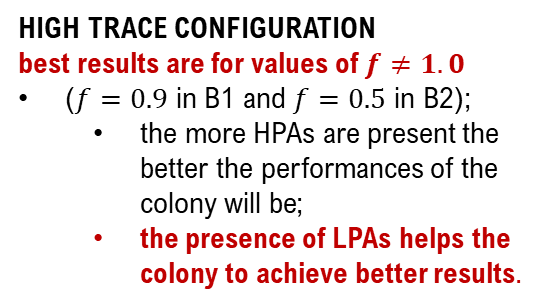 HIGH TRACE CONFIGURATION
best results are for values of f ≠ 1.0
• (f = 0.9 in B1 and f = 0.5 in B2);
• the more HPAs are present the
better the performances of the
colony will be;
• the presence of LPAs helps the
colony to achieve better results.